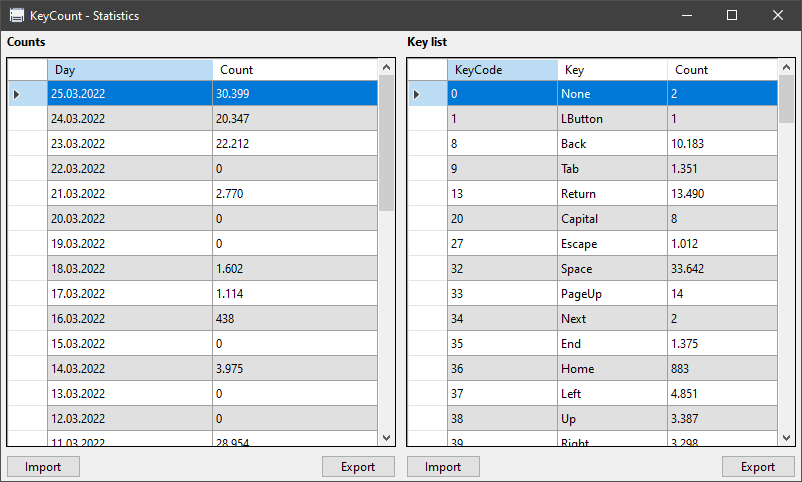 KeyCount - Statistics
Counts
Day Count
25.03.2022 30.399
24.03.2022 20.347
23.03.2022 22.212
22.03.2022 0
21.03.2022 2.770
20.03.2022 0
19.03.2022 0
18.03.2022 1.602
17.03.2022 1.114
16.03.2022 438
15.03.2022 0
14.03.2022 3.975
13.03.2022 0
12.03.2022 0
11.03.2022 28.954
Import Export
Key list
KeyCode Key Count
0 None 2
1 LButton 1
8 Back 10.183
9 Tab 1.351
13 Return 13.490
20 Capital 8
27 Escape 1.012
32 Space 33.642
33 PageUp 14
34 Next 2
35 End 1.375
36 Home 883
37 Left 4.851
38 Up 3.387
39 Right 3.298
Import Export